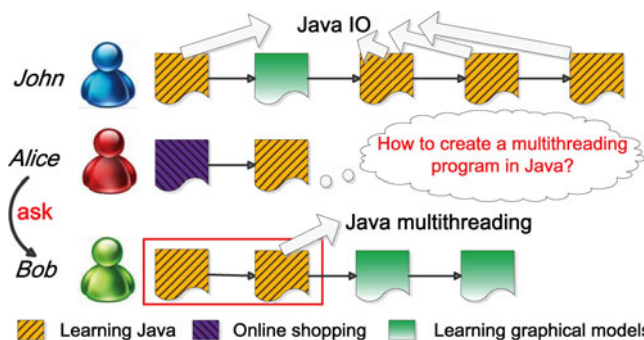 Java IO
John
Alice
How to create a multithreading
program in Java?
ask
Java multithreading
Bob
Learning Java
Online shopping
Learning graphical models